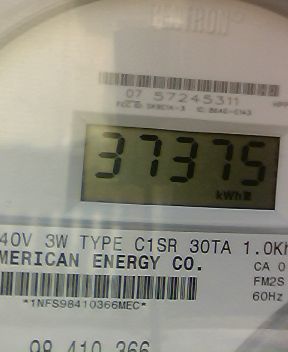 07 57245311
37375
kWh
40V 3W TYPE C1SR 30TA 1.0Kh
MERICAN ENERGY CO.
CA 0
FM2S
60Hz
*1NFS98410366MEC*
98 410 366